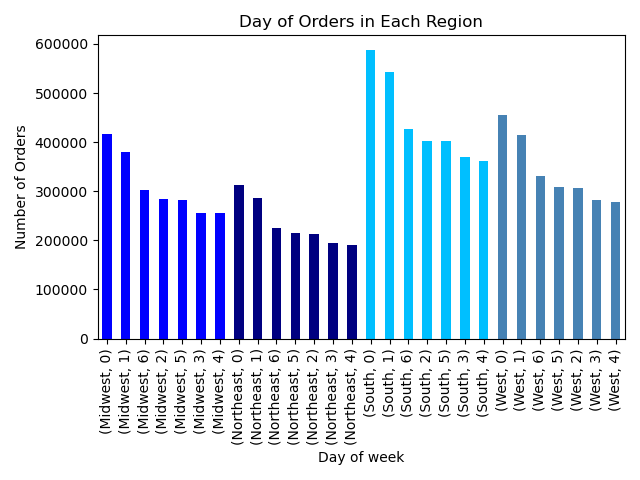 Day of Orders in Each Region
Number of Orders
600000
500000
400000
300000
200000
100000
0
(Midwest, 0)
(Midwest, 1)
(Midwest, 6)
(Midwest, 2)
(Midwest, 5)
(Midwest, 3)
(Midwest, 4)
(Northeast, 0)
(Northeast, 1)
(Northeast, 6)
(Northeast, 5)
(Northeast, 2)
(Northeast, 3)
(Northeast, 4)
(South, 0)
(South, 1)
(South, 6)
(South, 2)
(South, 5)
(South, 3)
(South, 4)
(West, 0)
(West, 1)
(West, 6)
(West, 5)
(West, 2)
(West, 3)
(West, 4)
Day of week